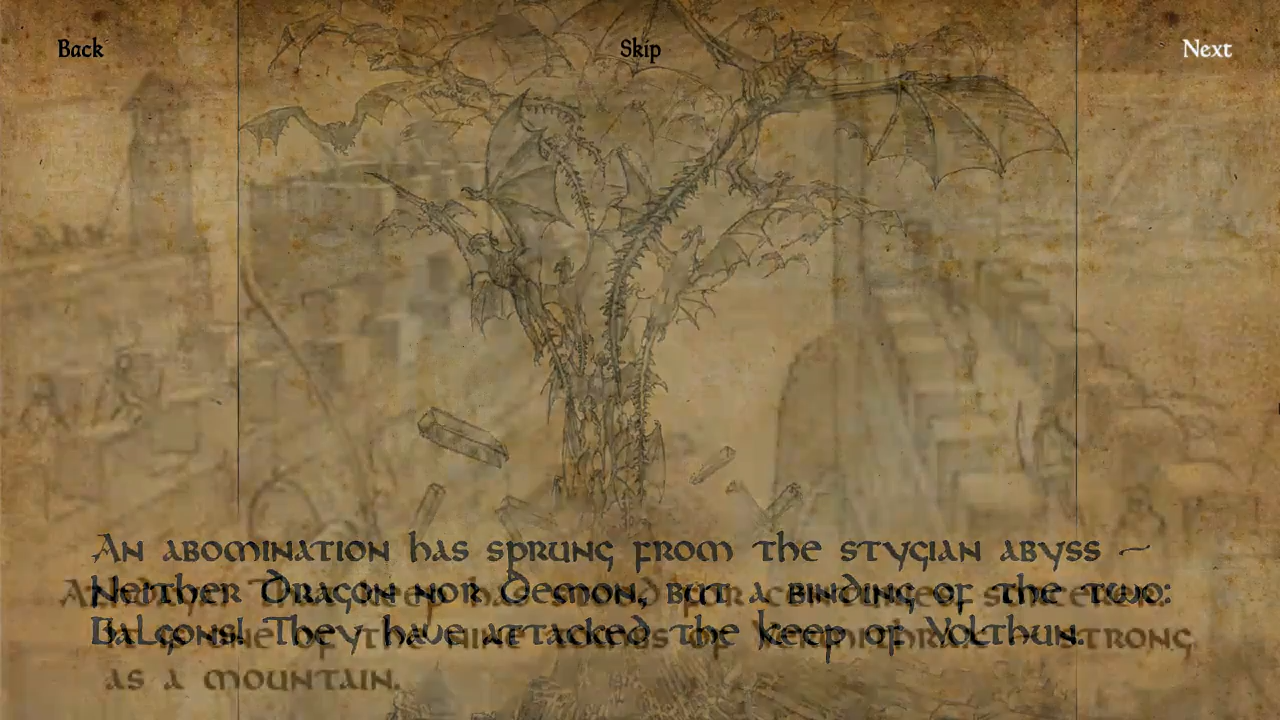 Back
Skip
Next
An abomination has sprung from the stygian abyss —
Neither Dragon nor Demon, but a binding of the two:
Balgons! They have attacked the keep of Volthun.
as a mountain.